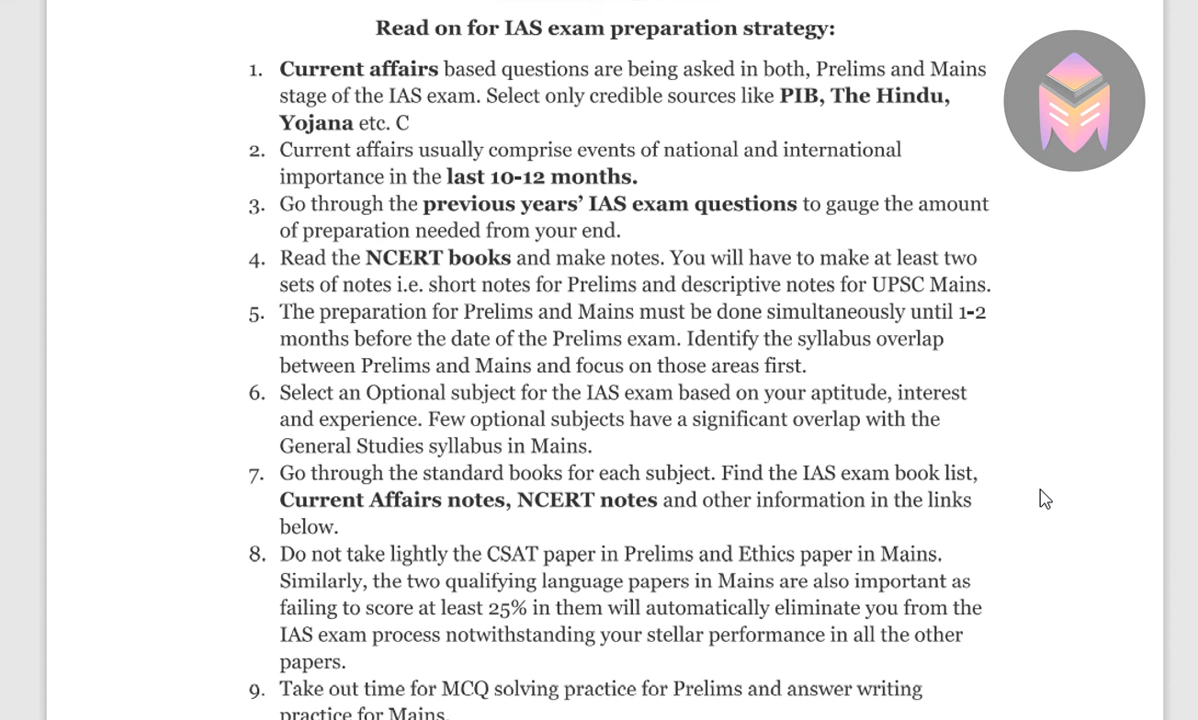 Read on for IAS exam preparation strategy:
1. Current affairs based questions are being asked in both, Prelims and Mains
stage of the IAS exam. Select only credible sources like PIB, The Hindu,
Yojana etc. C
2. Current affairs usually comprise events of national and international
importance in the last 10-12 months.
3. Go through the previous years’ IAS exam questions to gauge the amount
of preparation needed from your end.
4. Read the NCERT books and make notes. You will have to make at least two
sets of notes i.e. short notes for Prelims and descriptive notes for UPSC Mains.
5. The preparation for Prelims and Mains must be done simultaneously until 1-2
months before the date of the Prelims exam. Identify the syllabus overlap
between Prelims and Mains and focus on those areas first.
6. Select an Optional subject for the IAS exam based on your aptitude, interest
and experience. Few optional subjects have a significant overlap with the
General Studies syllabus in Mains.
7. Go through the standard books for each subject. Find the IAS exam book list,
Current Affairs notes, NCERT notes and other information in the links
below.
8. Do not take lightly the CSAT paper in Prelims and Ethics paper in Mains.
Similarly, the two qualifying language papers in Mains are also important as
failing to score at least 25% in them will automatically eliminate you from the
IAS exam process notwithstanding your stellar performance in all the other
papers.
9. Take out time for MCQ solving practice for Prelims and answer writing
practice for Mains.